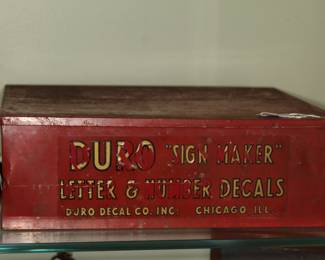 DURO "SIGN MAKER"
LETTER & NUMBER DECALS
DURO DECAL CO. INC. CHICAGO ILL.